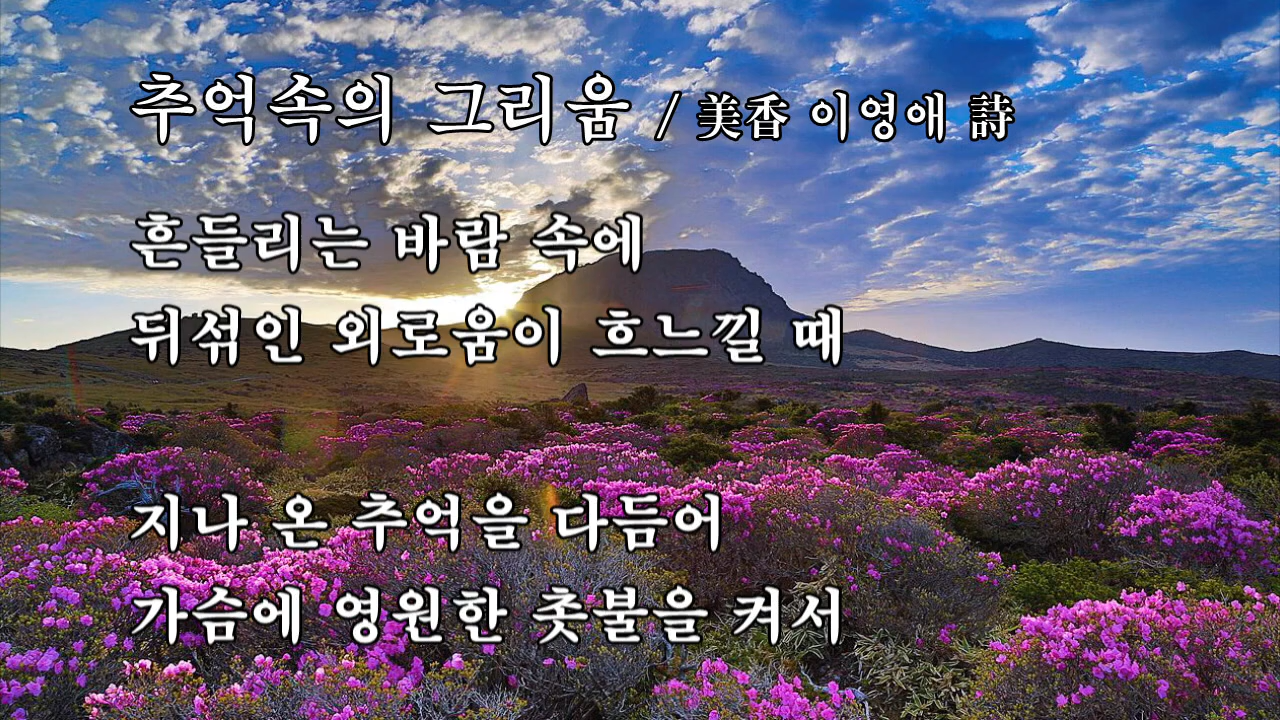 추억속의 그리움 / 美香 이영애 詩
흔들리는 바람 속에
뒤섞인 외로움이 흐느낄 때
지나 온 추억을 다듬어
가슴에 영원한 촛불을 켜서